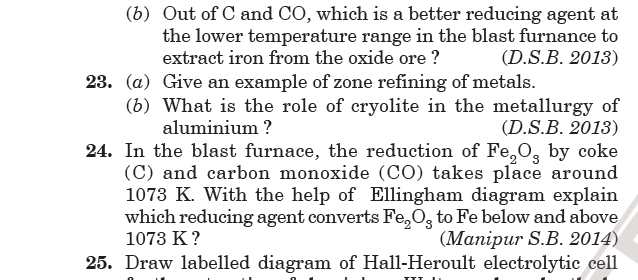 (b) Out of C and CO, which is a better reducing agent at
the lower temperature range in the blast furnance to
extract iron from the oxide ore ? (D.S.B. 2013)
23. (a) Give an example of zone refining of metals.
(b) What is the role of cryolite in the metallurgy of
aluminium ? (D.S.B. 2013)
24. In the blast furnace, the reduction of Fe₂O₃ by coke
(C) and carbon monoxide (CO) takes place around
1073 K. With the help of Ellingham diagram explain
which reducing agent converts Fe₂O₃ to Fe below and above
1073 K ? (Manipur S.B. 2014)
25. Draw labelled diagram of Hall-Heroult electrolytic cell